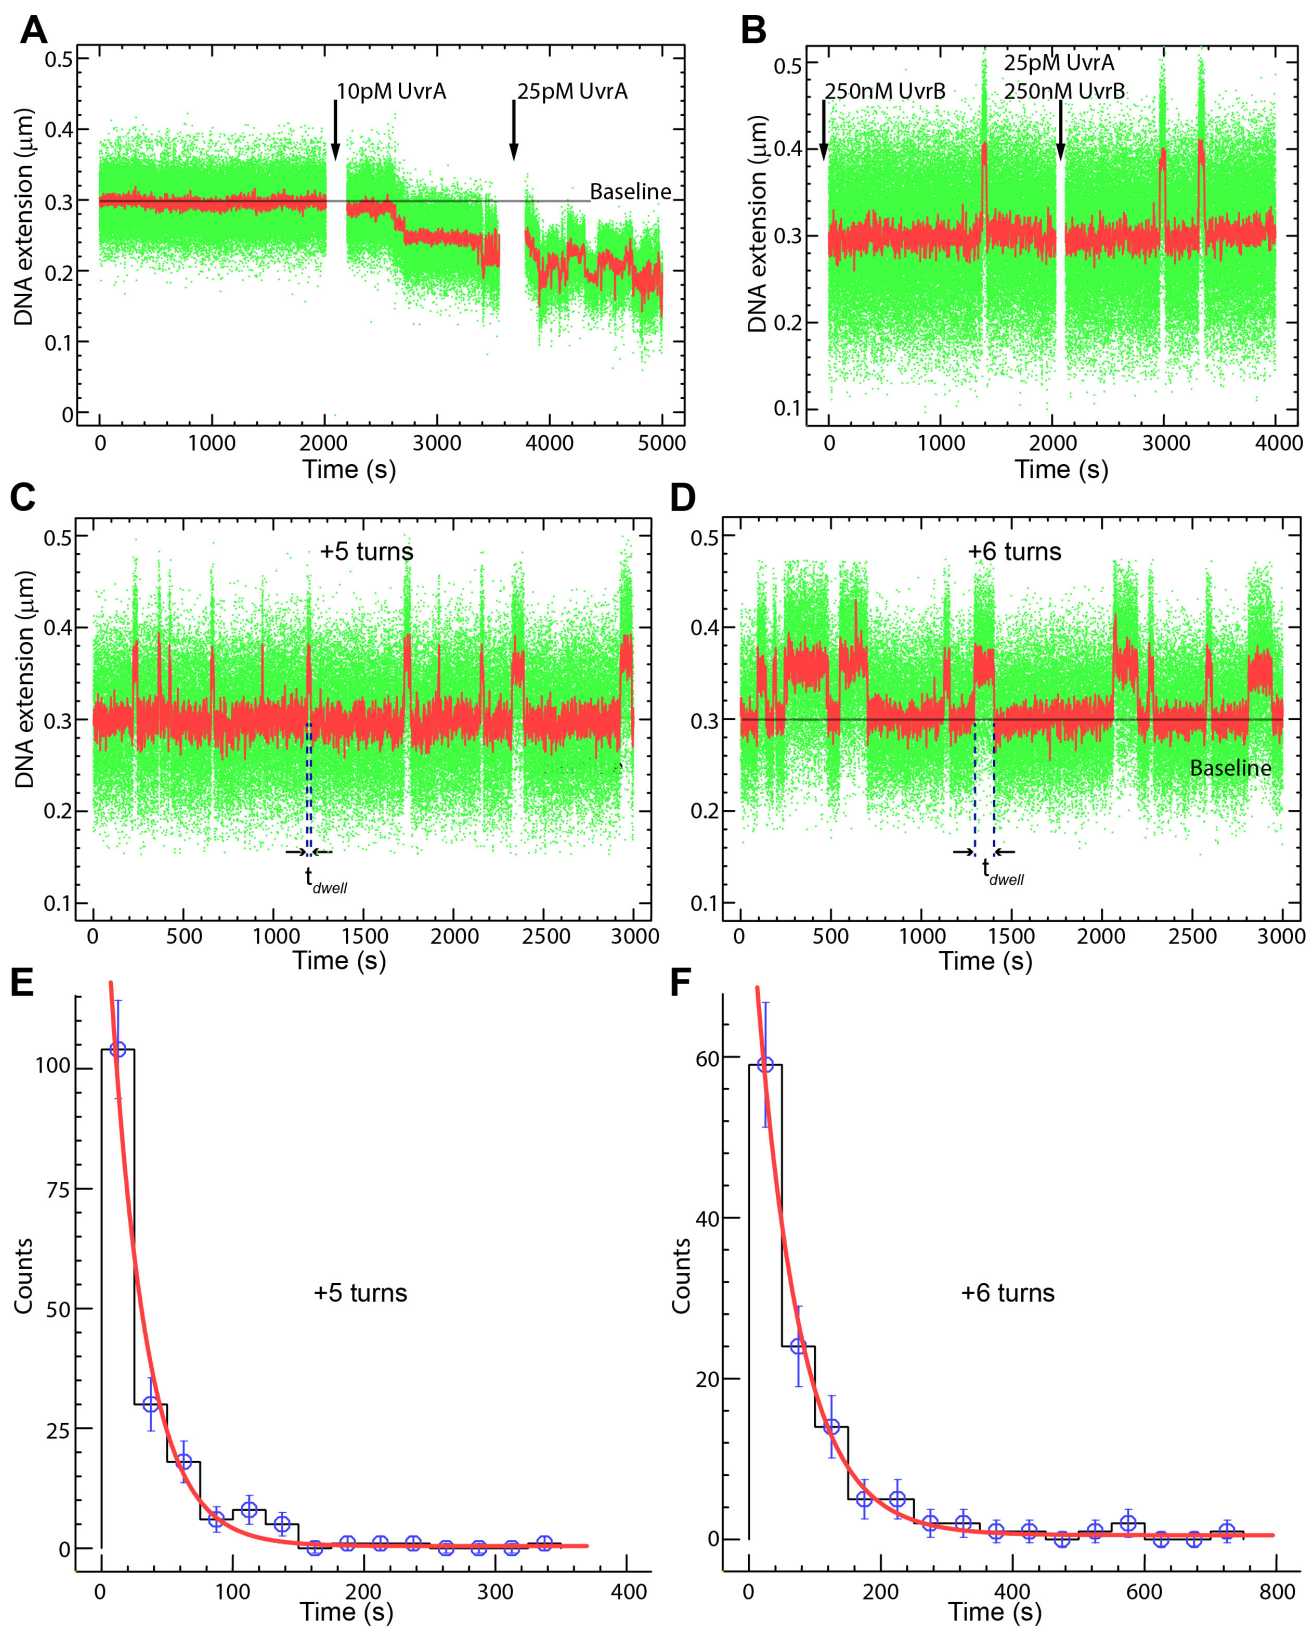 A
DNA extension (μm)
0.5
0.4
0.3
0.2
0.1
0
10pM UvrA
25pM UvrA
Baseline
0 1000 2000 3000 4000 5000
Time (s)
B
DNA extension (μm)
0.5
0.4
0.3
0.2
0.1
250nM UvrB
25pM UvrA
250nM UvrB
0 1000 2000 3000 4000
Time (s)
C
DNA extension (μm)
0.5
0.4
0.3
0.2
0.1
+5 turns
tdwell
0 500 1000 1500 2000 2500 3000
Time (s)
D
0.5
0.4
0.3
0.2
0.1
+6 turns
Baseline
tdwell
0 500 1000 1500 2000 2500 3000
Time (s)
E
Counts
100
75
50
25
0
+5 turns
0 100 200 300 400
Time (s)
F
Counts
60
40
20
0
+6 turns
0 200 400 600 800
Time (s)